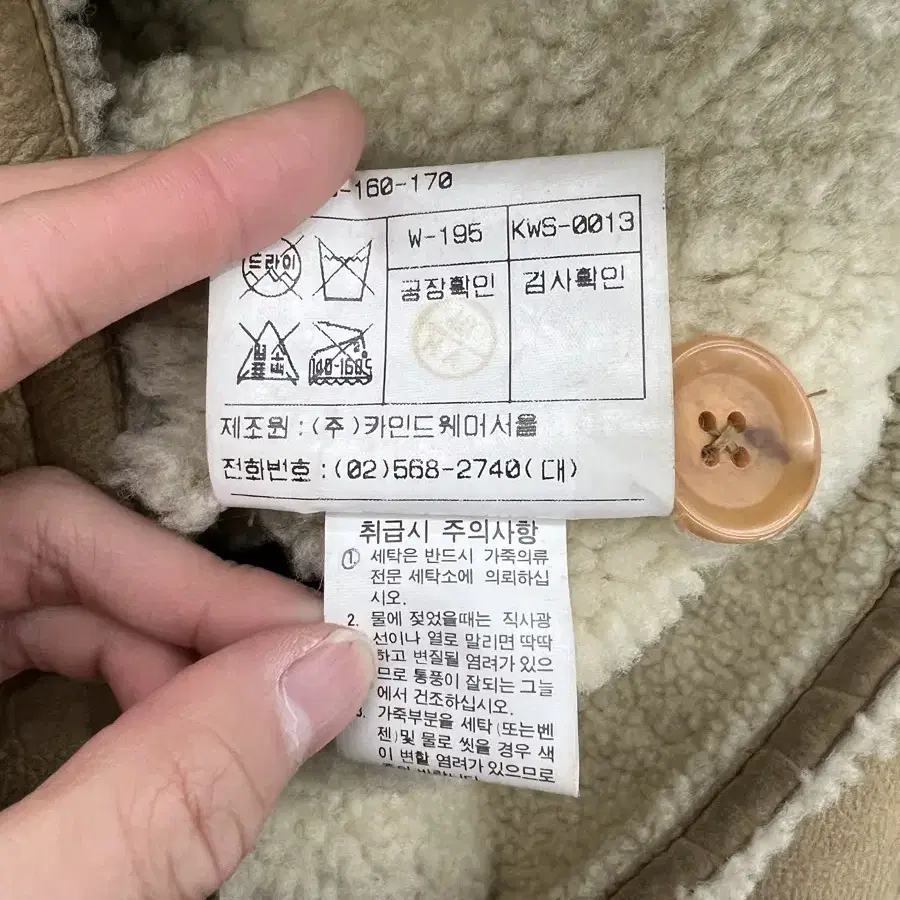 -160-170
W-195
KWS-0013
드라이
공장확인
검사확인
염소
표백
140-160℃
제조원 : (주)카인드웨어서울
전화번호 : (02)568-2740(대)
취급시 주의사항
1. 세탁은 반드시 가죽의류
전문 세탁소에 의뢰하십
시오.
2. 물에 젖었을때는 직사광
선이나 열로 말리면 딱딱
하고 변질될 염려가 있으
므로 통풍이 잘되는 그늘
에서 건조하십시오.
3. 가죽부분을 세탁(또는벤
젠)및 물로 씻을 경우 색
이 변할 염려가 있으므로